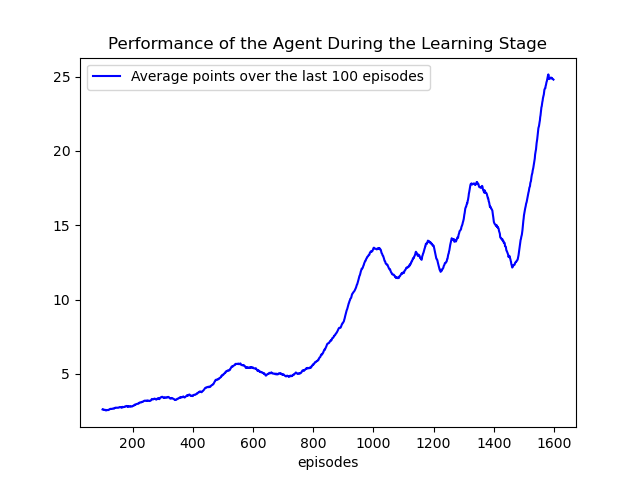 Performance of the Agent During the Learning Stage
Average points over the last 100 episodes
25
20
15
10
5
200 400 600 800 1000 1200 1400 1600
episodes